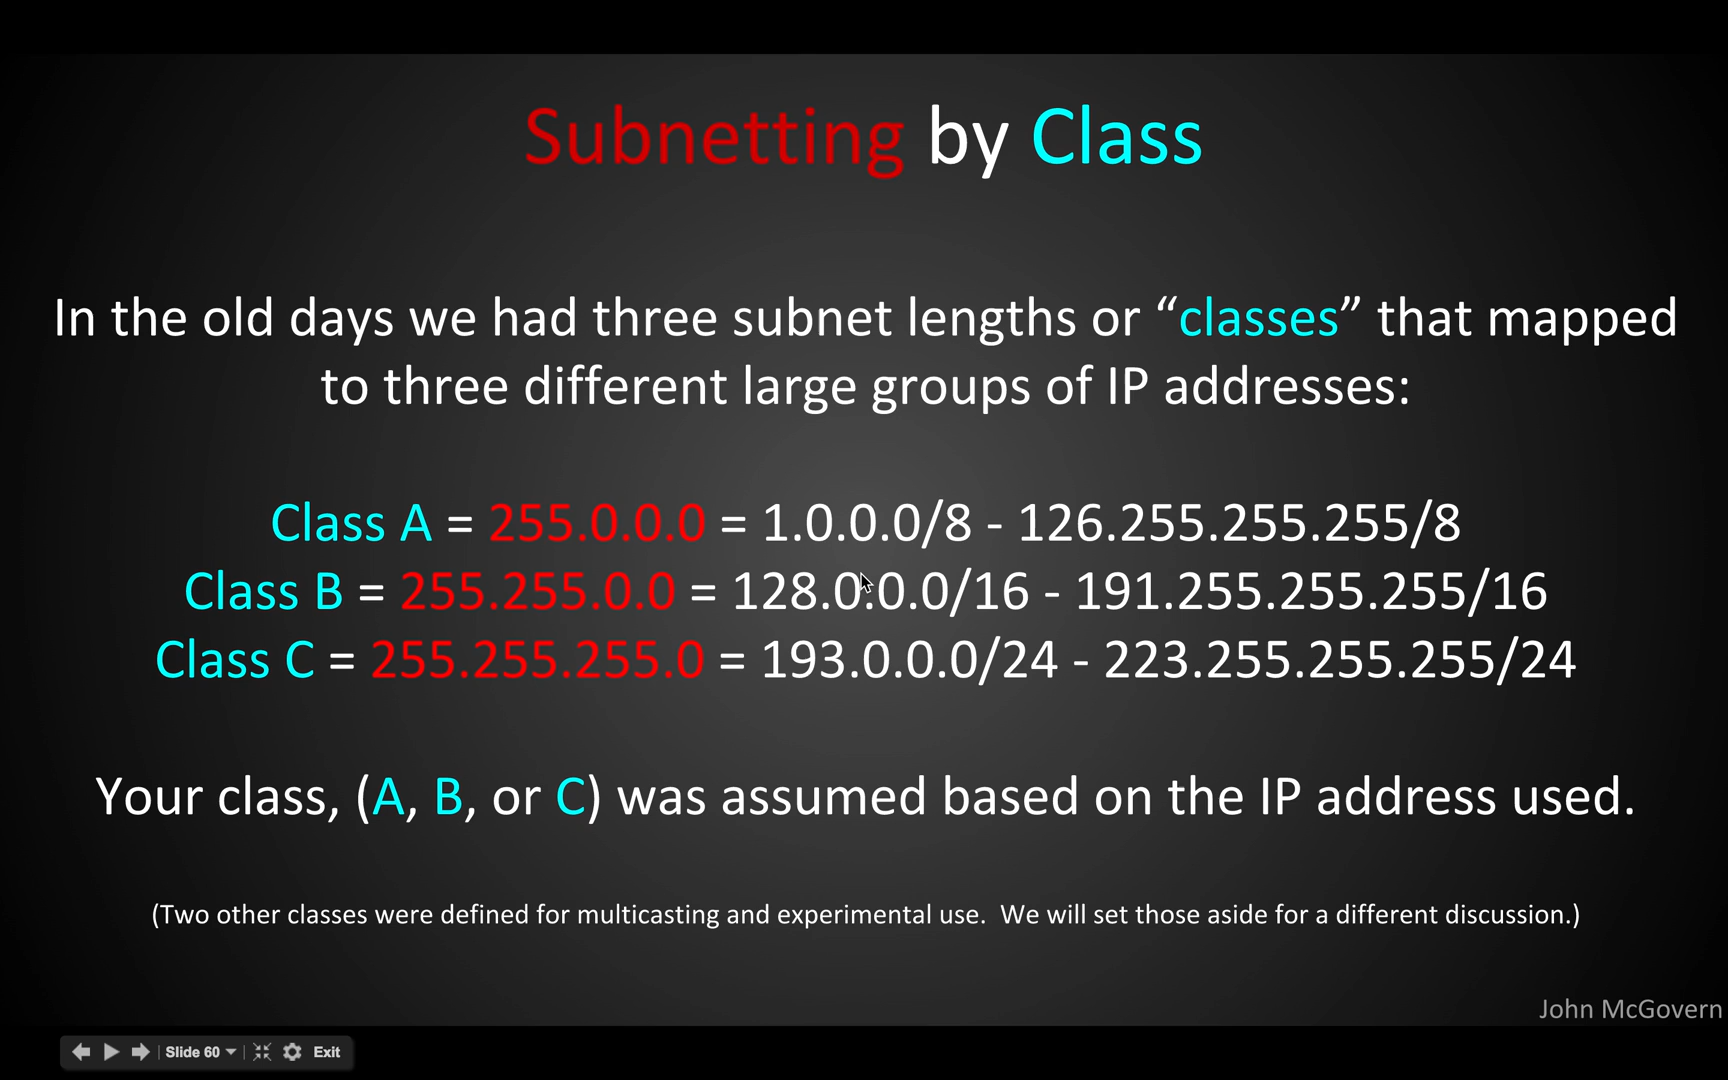 Subnetting by Class
In the old days we had three subnet lengths or “classes” that mapped
to three different large groups of IP addresses:
Class A = 255.0.0.0 = 1.0.0.0/8 - 126.255.255.255/8
Class B = 255.255.0.0 = 128.0.0.0/16 - 191.255.255.255/16
Class C = 255.255.255.0 = 193.0.0.0/24 - 223.255.255.255/24
Your class, (A, B, or C) was assumed based on the IP address used.
(Two other classes were defined for multicasting and experimental use.  We will set those aside for a different discussion.)
John McGovern
Slide 60 Exit